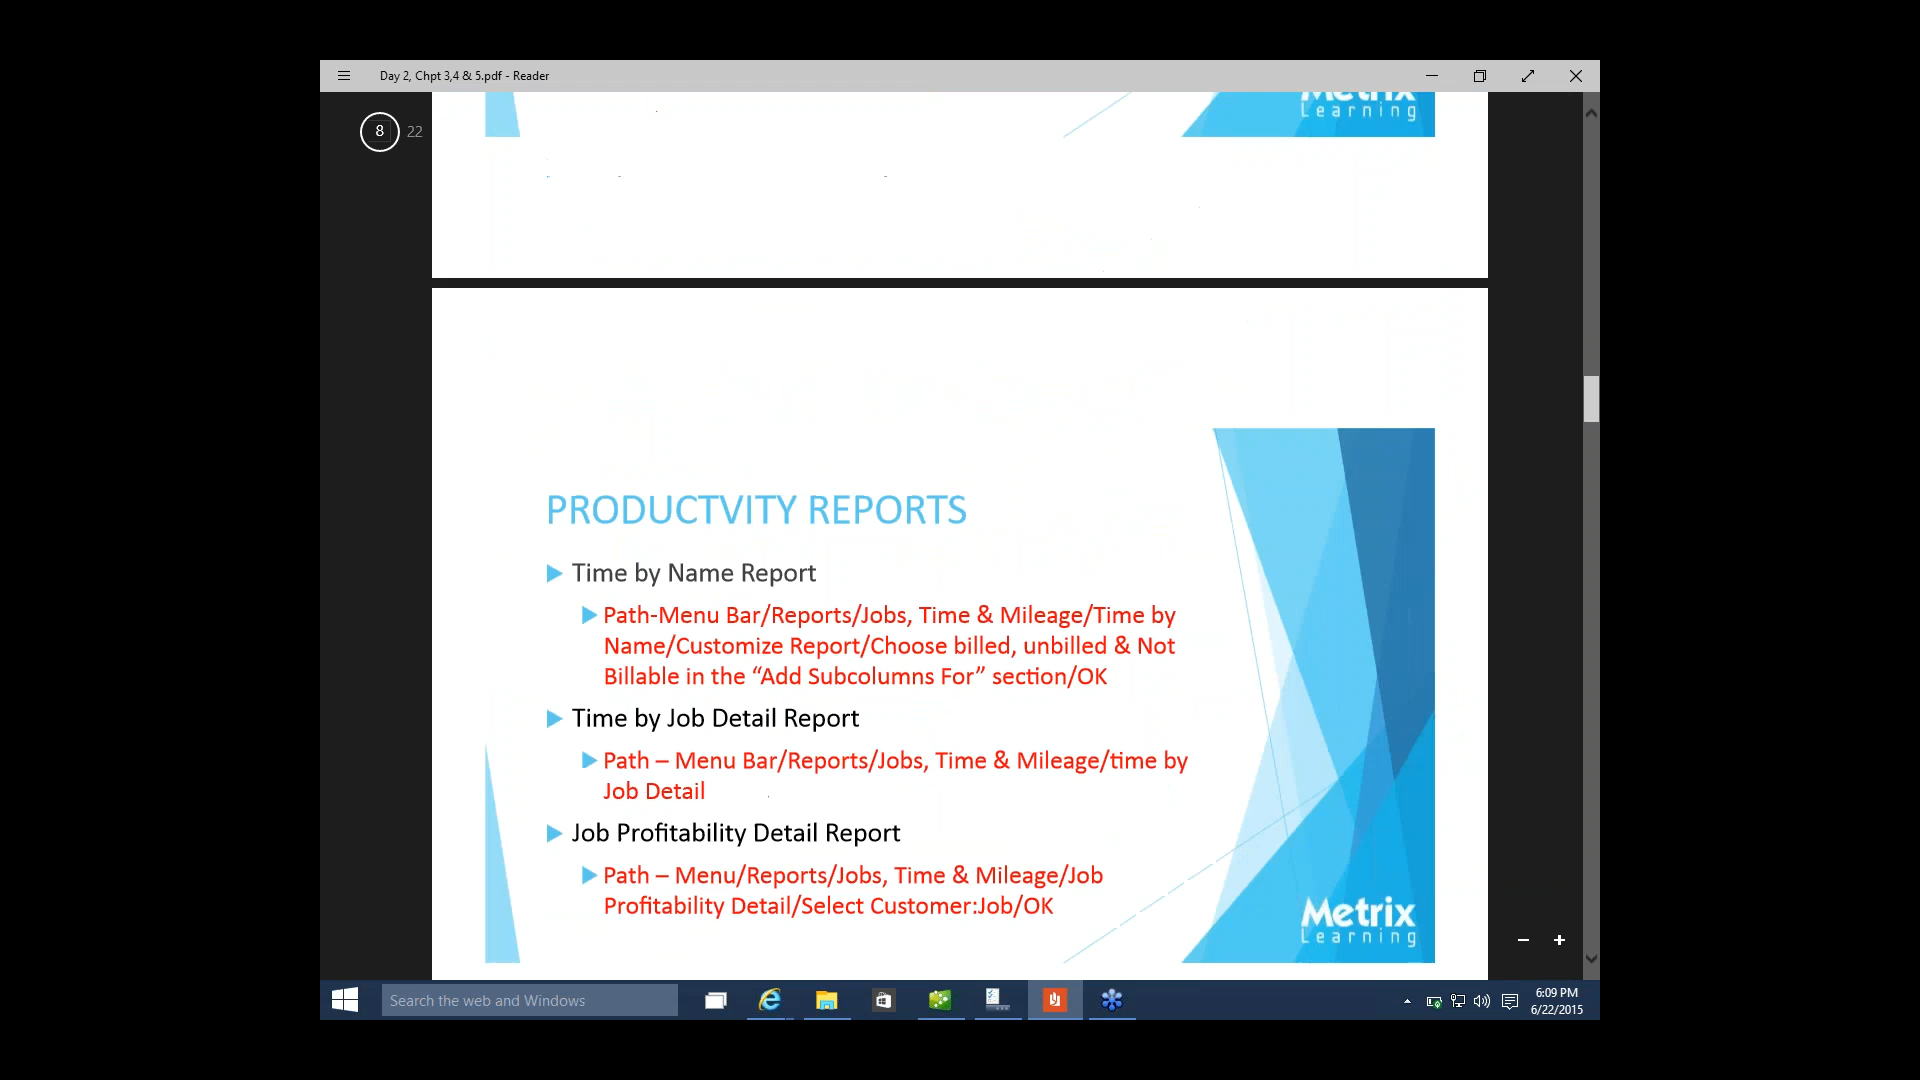 Day 2, Chpt 3,4 & 5.pdf - Reader
8 22
Metrix
Learning
PRODUCTVITY REPORTS
Time by Name Report
Path-Menu Bar/Reports/Jobs, Time & Mileage/Time by
Name/Customize Report/Choose billed, unbilled & Not
Billable in the “Add Subcolumns For” section/OK
Time by Job Detail Report
Path – Menu Bar/Reports/Jobs, Time & Mileage/time by
Job Detail
Job Profitability Detail Report
Path – Menu/Reports/Jobs, Time & Mileage/Job
Profitability Detail/Select Customer:Job/OK
Metrix
Learning
Search the web and Windows
6:09 PM
6/22/2015